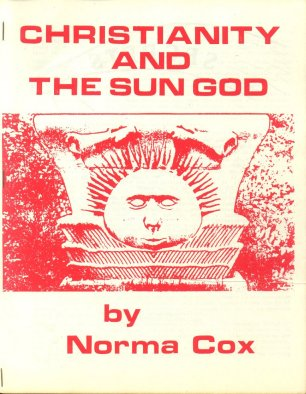 CHRISTIANITY
AND
THE SUN GOD
by
Norma Cox